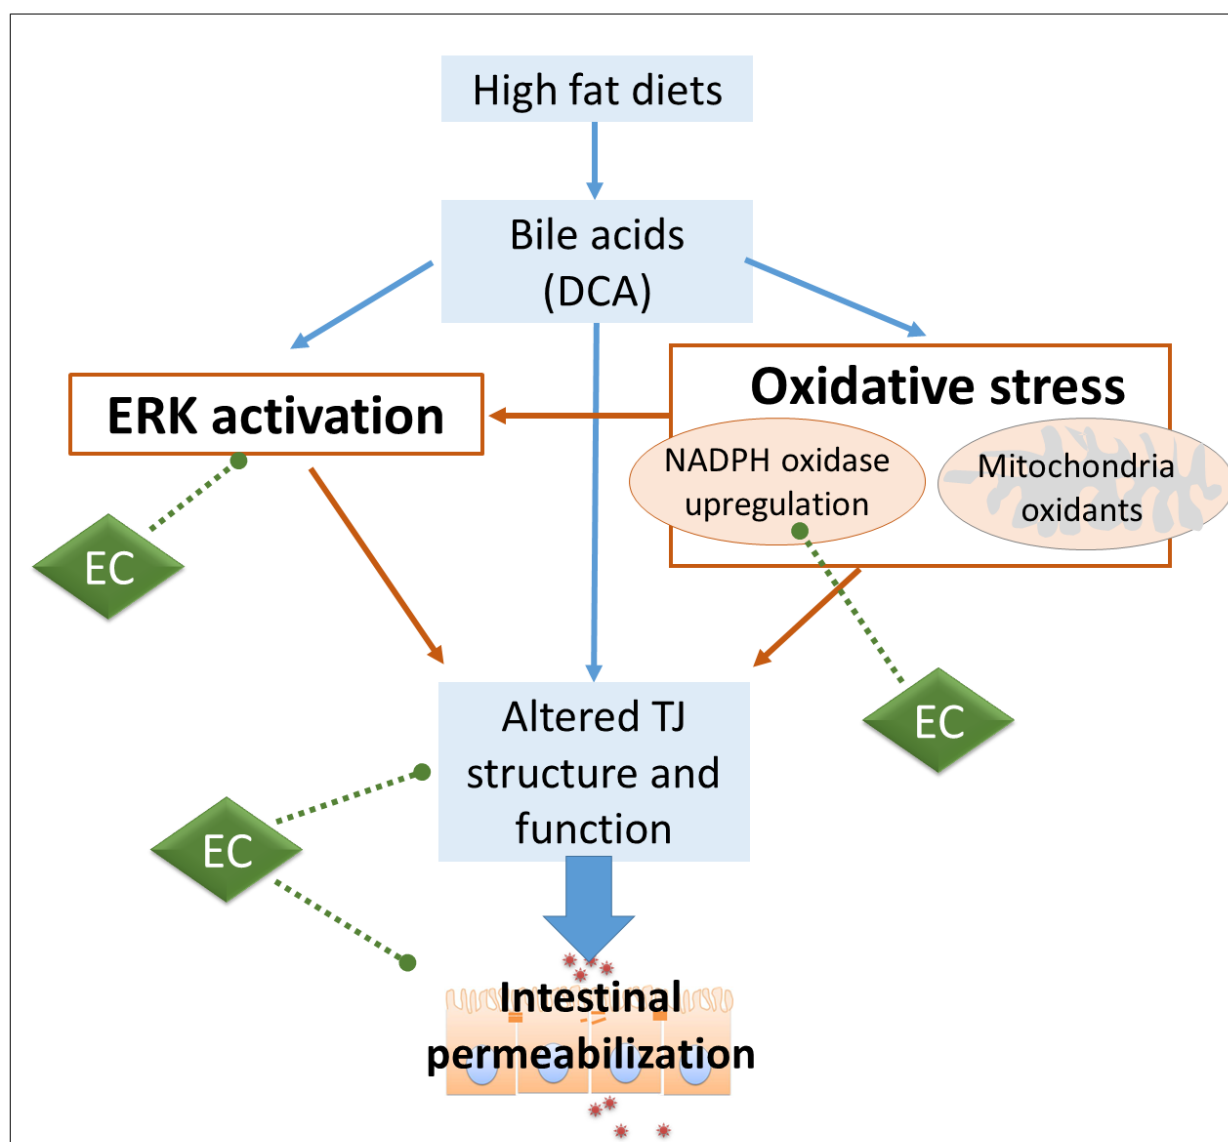 High fat diets
Bile acids
(DCA)
Oxidative stress
ERK activation
NADPH oxidase
upregulation
Mitochondria
oxidants
EC
EC
Altered TJ
structure and
function
EC
Intestinal
permeabilization